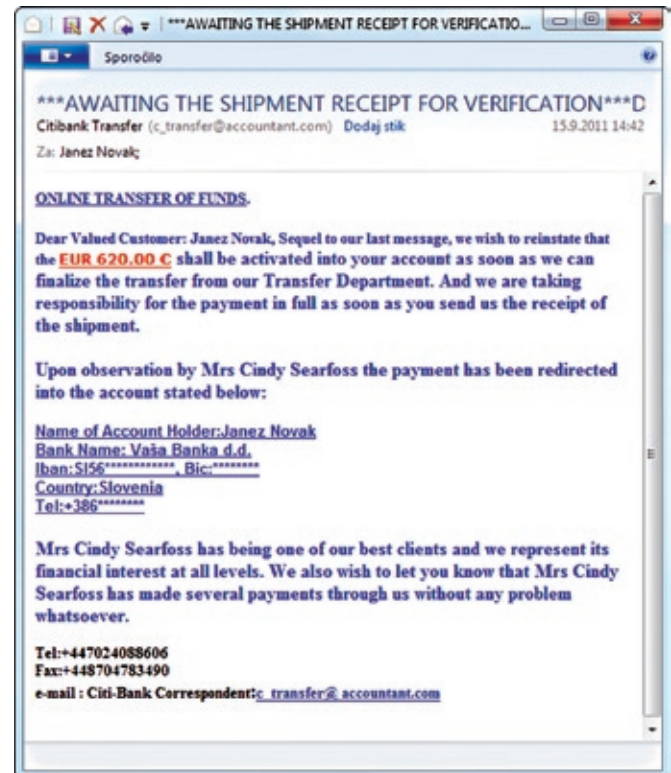 ***AWAITING THE SHIPMENT RECEIPT FOR VERIFICATIO...
Sporočilo
***AWAITING THE SHIPMENT RECEIPT FOR VERIFICATION***D
Citibank Transfer (c_transfer@accountant.com) Dodaj stik 15.9.2011 14:42
Za: Janez Novak;
ONLINE TRANSFER OF FUNDS.
Dear Valued Customer: Janez Novak, Sequel to our last message, we wish to reinstate that
the EUR 620.00 € shall be activated into your account as soon as we can
finalize the transfer from our Transfer Department. And we are taking
responsibility for the payment in full as soon as you send us the receipt of
the shipment.
Upon observation by Mrs Cindy Searfoss the payment has been redirected
into the account stated below:
Name of Account Holder:Janez Novak
Bank Name: Vaša Banka d.d.
Iban:SI56************, Bic:********
Country:Slovenia
Tel:+386********
Mrs Cindy Searfoss has being one of our best clients and we represent its
financial interest at all levels. We also wish to let you know that Mrs Cindy
Searfoss has made several payments through us without any problem
whatsoever.
Tel:+447024088606
Fax:+448704783490
e-mail : Citi-Bank Correspondent:c_transfer@ accountant.com